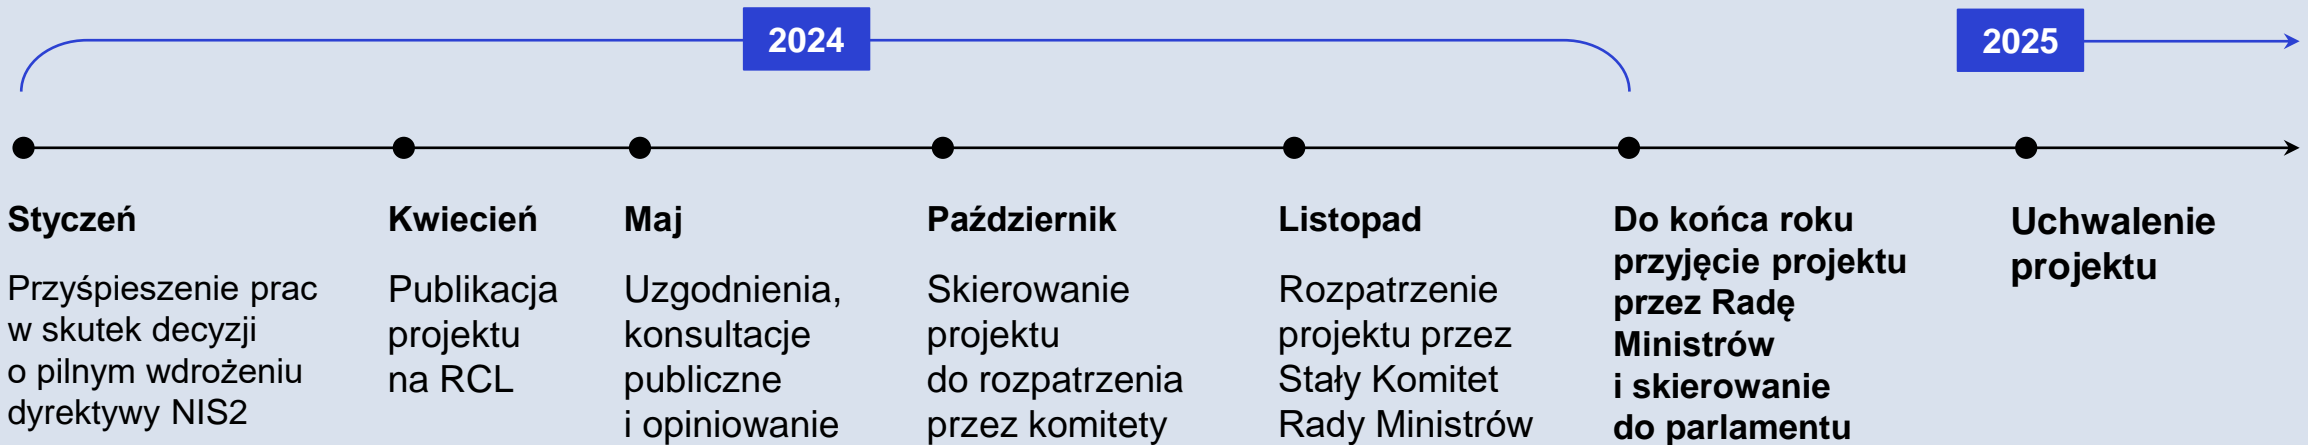 2024
2025
Styczeń
Przyśpieszenie prac
w skutek decyzji
o pilnym wdrożeniu
dyrektywy NIS2
Kwiecień
Publikacja
projektu
na RCL
Maj
Uzgodnienia,
konsultacje
publiczne
i opiniowanie
Październik
Skierowanie
projektu
do rozpatrzenia
przez komitety
Listopad
Rozpatrzenie
projektu przez
Stały Komitet
Rady Ministrów
Do końca roku
przyjęcie projektu
przez Radę
Ministrów
i skierowanie
do parlamentu
Uchwalenie
projektu